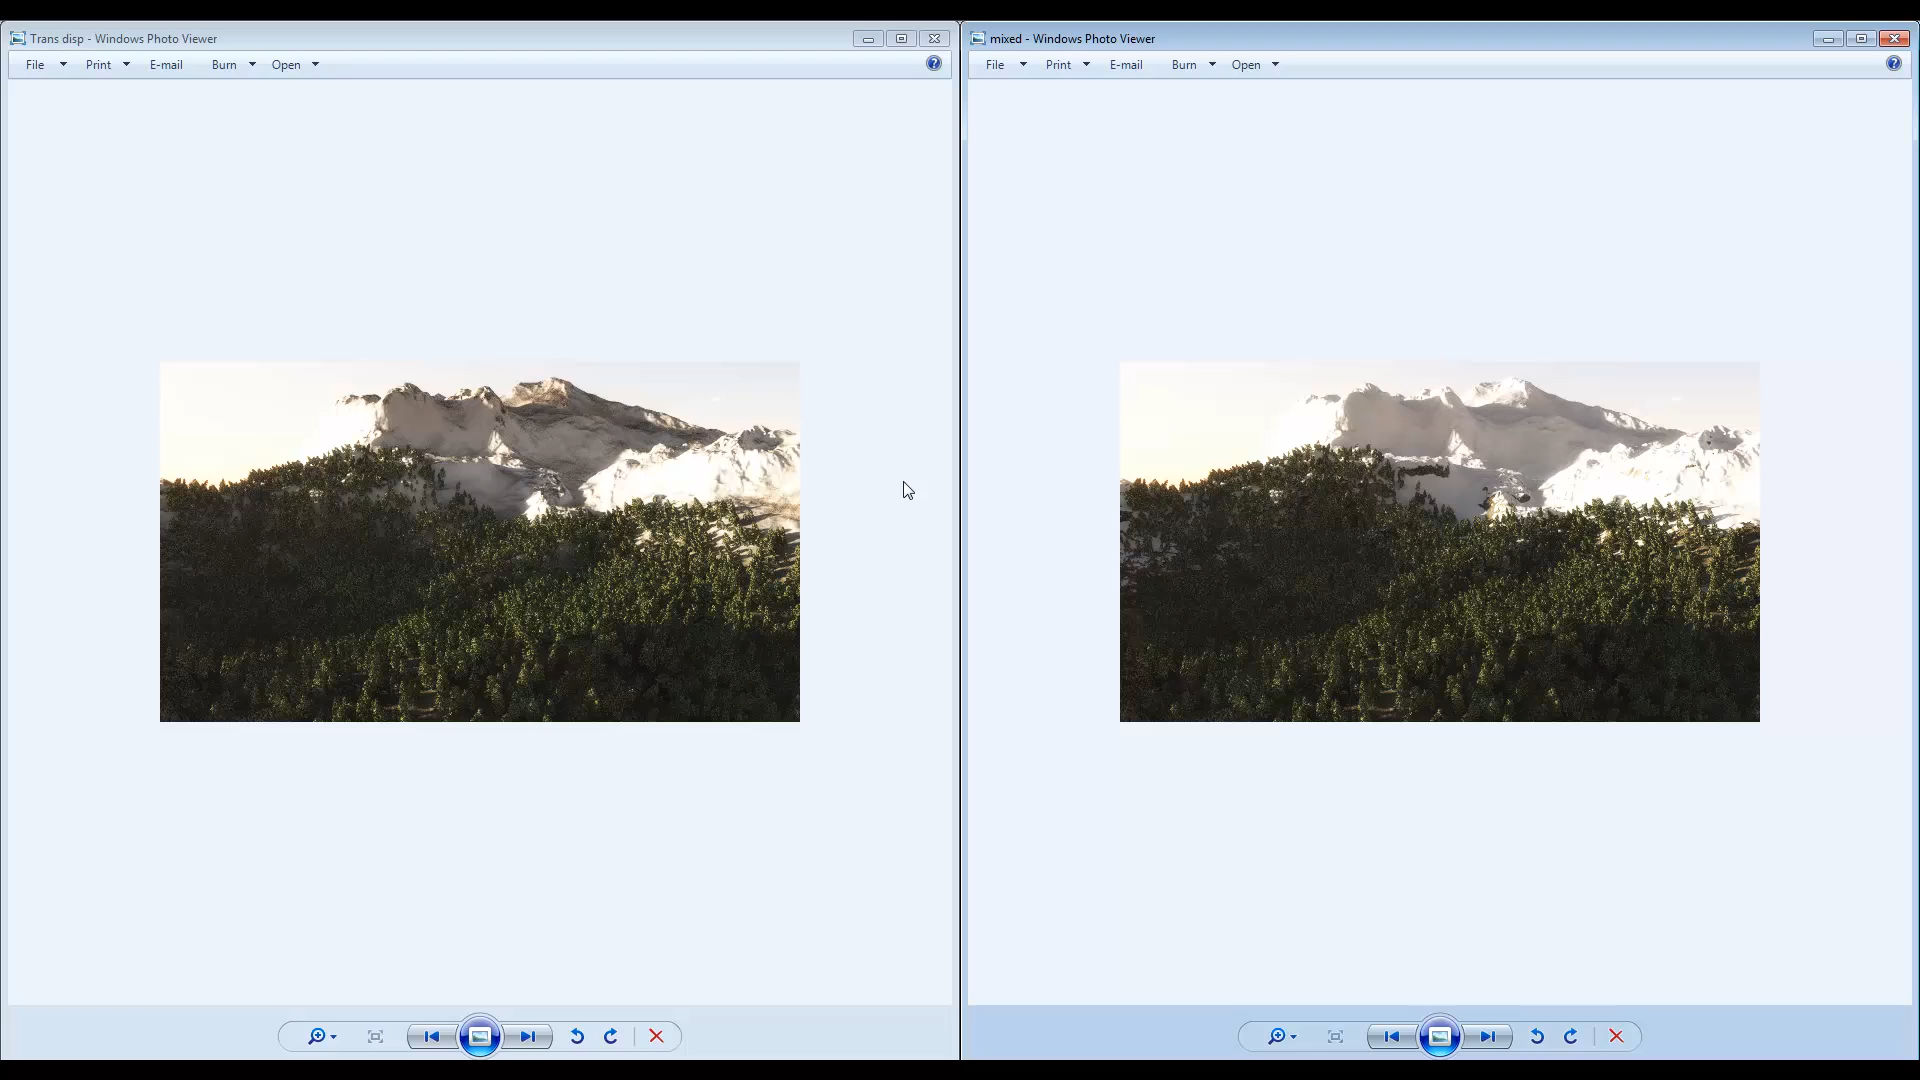 Trans disp - Windows Photo Viewer
File Print E-mail Burn Open ?
mixed - Windows Photo Viewer
File Print E-mail Burn Open ?